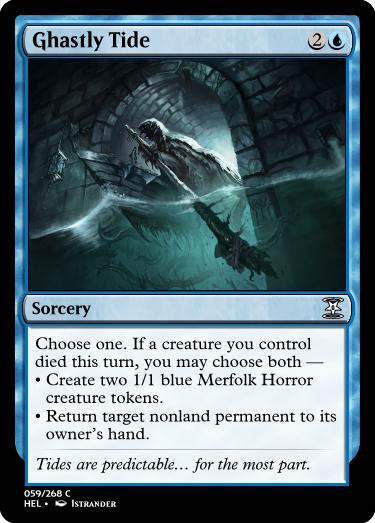 Ghastly Tide 2
Sorcery
Choose one. If a creature you control
died this turn, you may choose both —
• Create two 1/1 blue Merfolk Horror
creature tokens.
• Return target nonland permanent to its
owner's hand.
Tides are predictable… for the most part.
059/268 C
HEL • Istrander